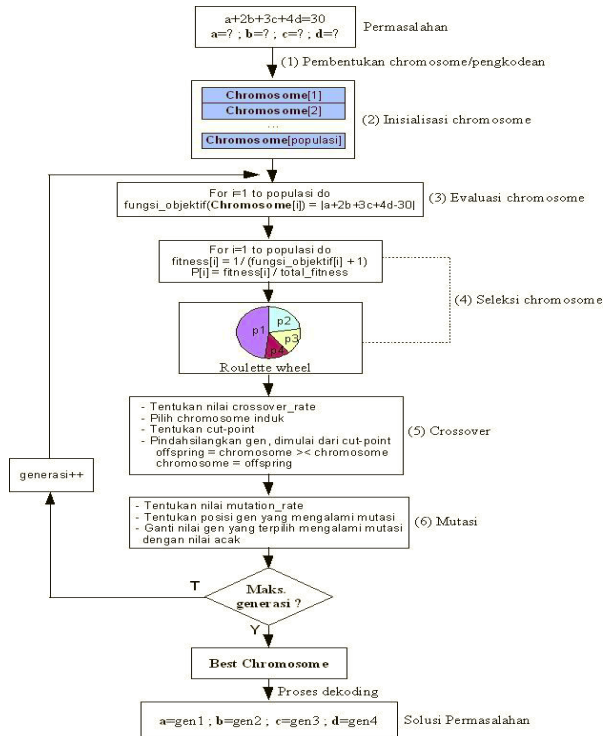 a+2b+3c+4d=30
a=? ; b=? ; c=? ; d=?
Permasalahan
(1) Pembentukan chromosome/pengkodean
Chromosome[1]
Chromosome[2]
...
Chromosome[populasi]
(2) Inisialisasi chromosome
For i=1 to populasi do
fungsi_objektif(Chromosome[i]) = |a+2b+3c+4d-30|
(3) Evaluasi chromosome
For i=1 to populasi do
fitness[i] = 1/ (fungsi_objektif[i] + 1)
P[i] = fitness[i] / total_fitness
(4) Seleksi chromosome
p1
p2
p3
p4
Roulette wheel
- Tentukan nilai crossover_rate
- Pilih chromosome induk
- Tentukan cut-point
- Pindahsilangkan gen, dimulai dari cut-point
offspring = chromosome >< chromosome
chromosome = offspring
(5) Crossover
generasi++
- Tentukan nilai mutation_rate
- Tentukan posisi gen yang mengalami mutasi
- Ganti nilai gen yang terpilih mengalami mutasi
dengan nilai acak
(6) Mutasi
T
Maks.
generasi ?
Y
Best Chromosome
Proses dekoding
a=gen1 ; b=gen2 ; c=gen3 ; d=gen4
Solusi Permasalahan